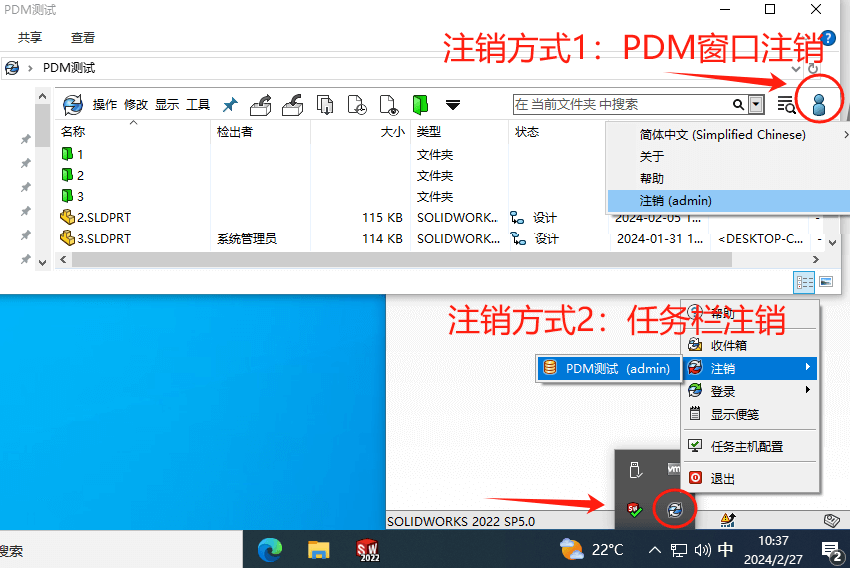 PDM测试
共享 查看
注销方式1：PDM窗口注销
PDM测试
操作 修改 显示 工具
在 当前文件夹 中搜索
名称 检出者 大小 类型 状态
简体中文 (Simplified Chinese)
关于
帮助
注销 (admin)
1 文件夹
2 文件夹
3 文件夹
2.SLDPRT 115 KB SOLIDWORK... 设计 2024-02-05 1... -
3.SLDPRT 系统管理员 114 KB SOLIDWORK... 设计 2024-01-31 1... <DESKTOP-C... -
注销方式2：任务栏注销
帮助
收件箱
PDM测试 (admin) 注销
登录
显示便笺
任务主机配置
退出
vm
SW
SOLIDWORKS 2022 SP5.0
搜索
SW
2022
22°C
中
10:37
2024/2/27
2